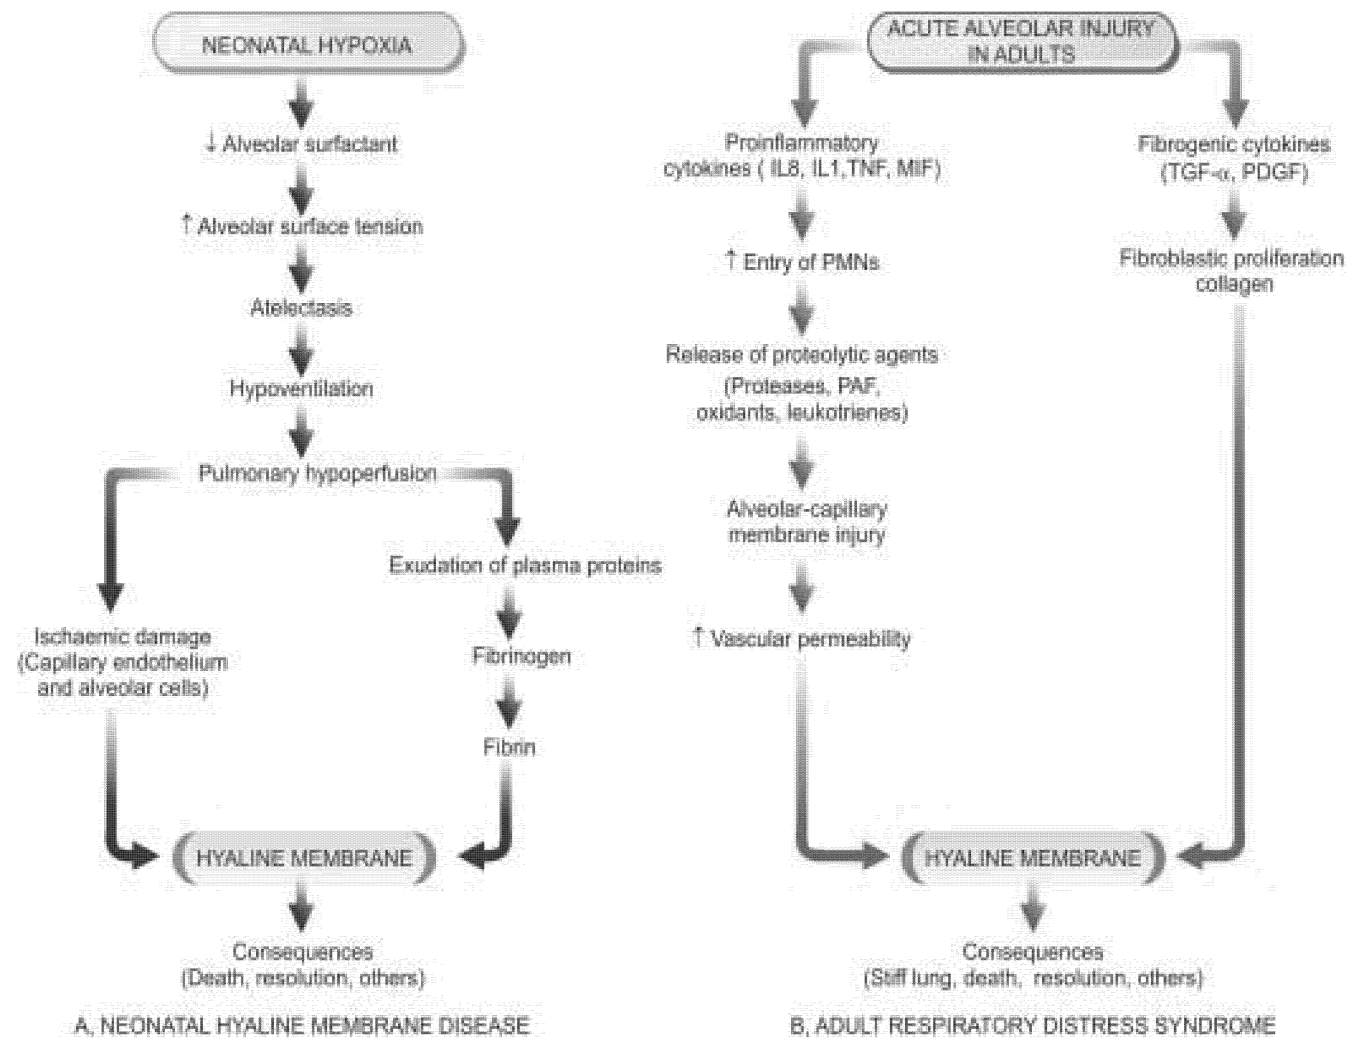 NEONATAL HYPOXIA
↓ Alveolar surfactant
↑ Alveolar surface tension
Atelectasis
Hypoventilation
Pulmonary hypoperfusion
Exudation of plasma proteins
Ischaemic damage
(Capillary endothelium
and alveolar cells)
Fibrinogen
Fibrin
HYALINE MEMBRANE
Consequences
(Death, resolution, others)
A, NEONATAL HYALINE MEMBRANE DISEASE
ACUTE ALVEOLAR INJURY
IN ADULTS
Proinflammatory
cytokines ( IL8, IL1,TNF, MIF)
↑ Entry of PMNs
Release of proteolytic agents
(Proteases, PAF,
oxidants, leukotrienes)
Alveolar-capillary
membrane injury
↑ Vascular permeability
Fibrogenic cytokines
(TGF-α, PDGF)
Fibroblastic proliferation
collagen
HYALINE MEMBRANE
Consequences
(Stiff lung, death, resolution, others)
B, ADULT RESPIRATORY DISTRESS SYNDROME